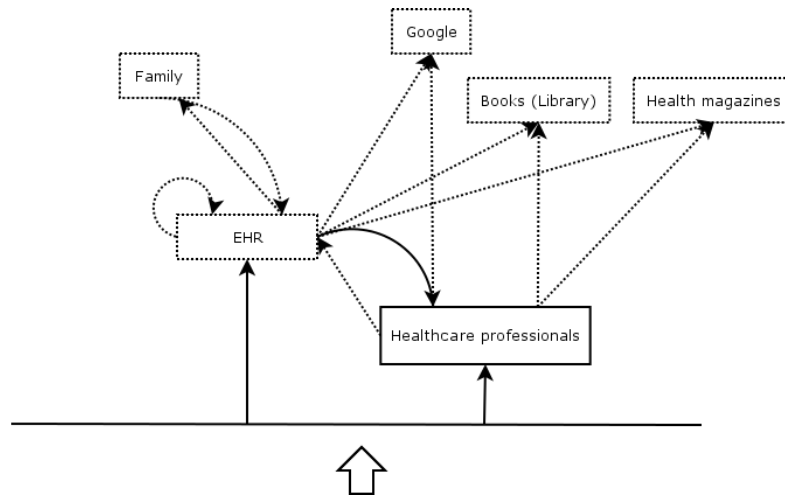 Google
Family
Books (Library)
Health magazines
EHR
Healthcare professionals